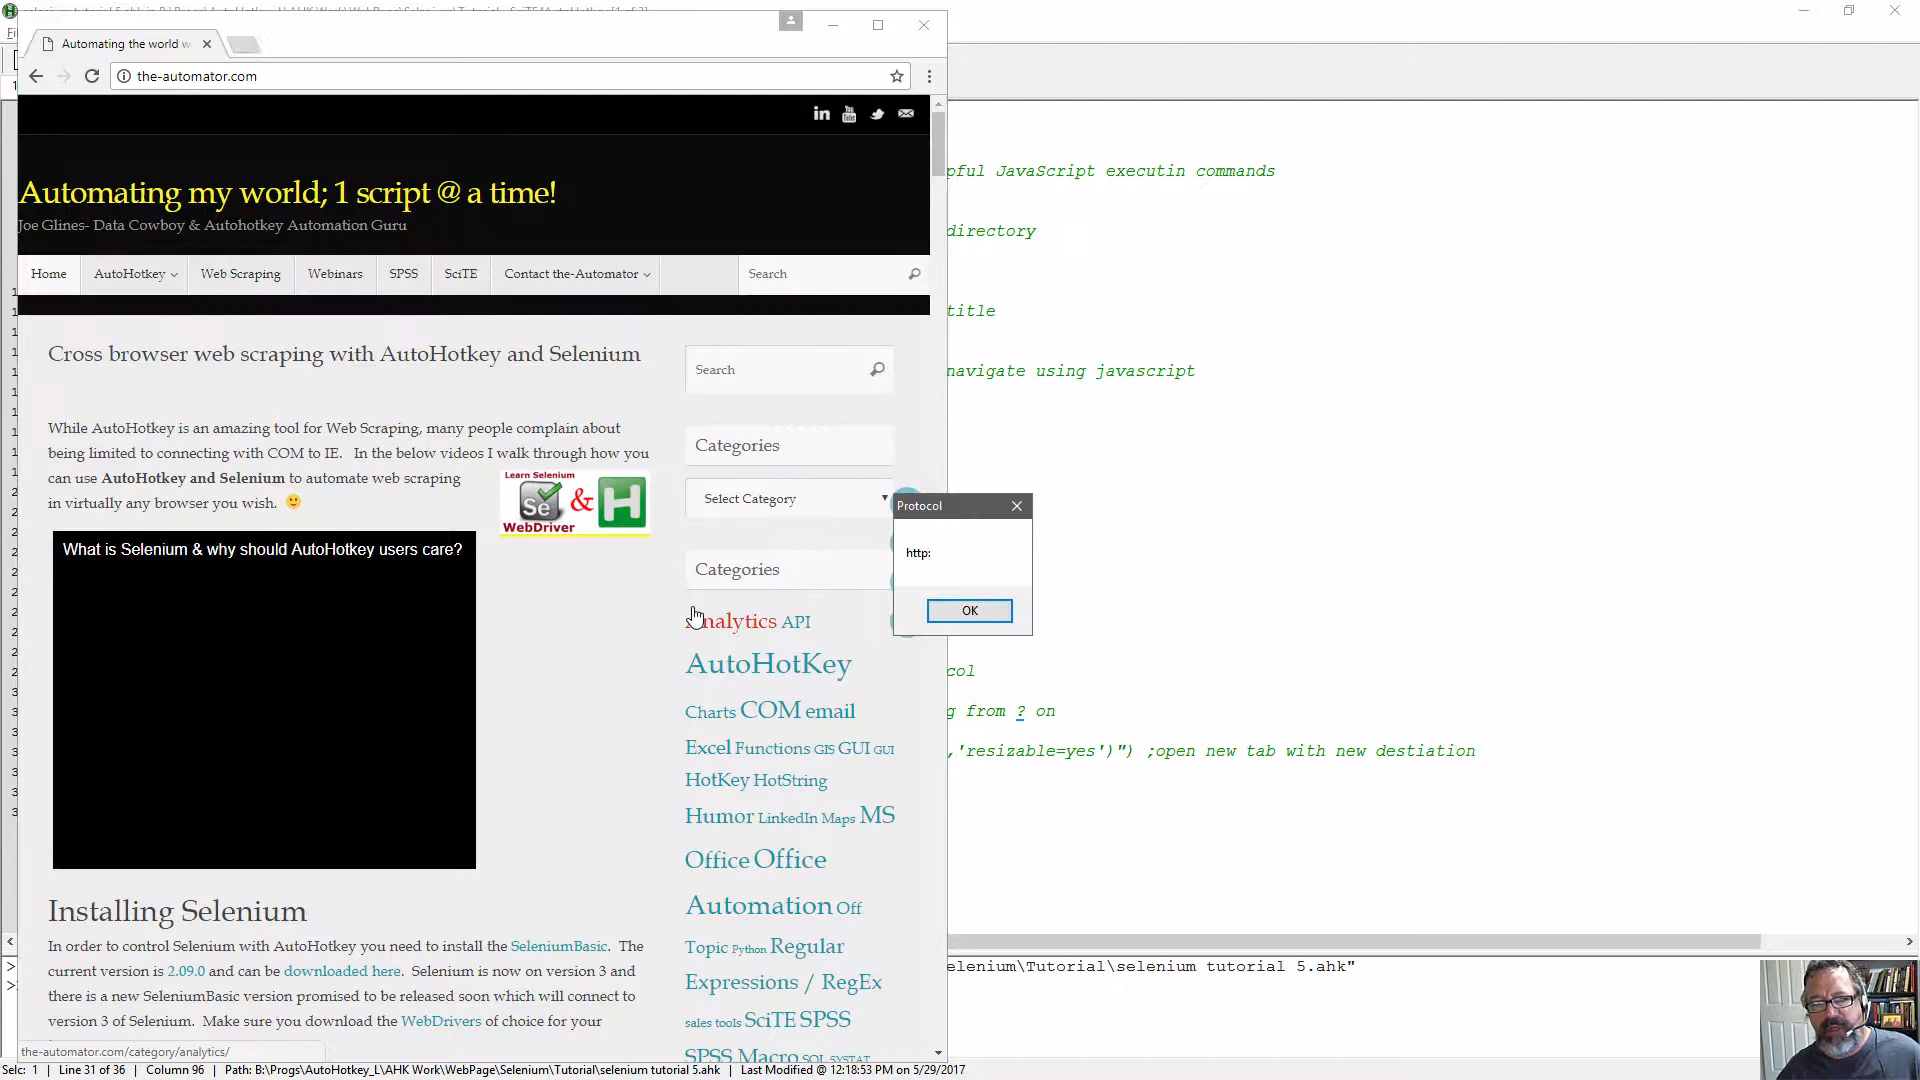 Automating the world w
the-automator.com
Automating my world; 1 script @ a time!
Joe Glines- Data Cowboy & Autohotkey Automation Guru
Home AutoHotkey Web Scraping Webinars SPSS SciTE Contact the-Automator Search
Cross browser web scraping with AutoHotkey and Selenium
While AutoHotkey is an amazing tool for Web Scraping, many people complain about
being limited to connecting with COM to IE. In the below videos I walk through how you
can use AutoHotkey and Selenium to automate web scraping
in virtually any browser you wish.
Learn Selenium
Se & H
WebDriver
What is Selenium & why should AutoHotkey users care?
Installing Selenium
In order to control Selenium with AutoHotkey you need to install the SeleniumBasic. The
current version is 2.09.0 and can be downloaded here. Selenium is now on version 3 and
there is a new SeleniumBasic version promised to be released soon which will connect to
version 3 of Selenium. Make sure you download the WebDrivers of choice for your
Search
Categories
Select Category
Categories
Analytics API
AutoHotKey
Charts COM email
Excel Functions GIS GUI GUI
HotKey HotString
Humor LinkedIn Maps MS
Office Office
Automation Off
Topic Python Regular
Expressions / RegEx
sales tools SciTE SPSS
SPSS Macro SQL SYSTAT
the-automator.com/category/analytics/
Protocol
http:
OK
pful JavaScript executin commands
directory
title
navigate using javascript
col
g from ? on
,'resizable=yes')") ;open new tab with new destiation
elenium\Tutorial\selenium tutorial 5.ahk"
Selc: 1 | Line 31 of 36 | Column 96 | Path: B:\Progs\AutoHotkey_L\AHK Work\WebPage\Selenium\Tutorial\selenium tutorial 5.ahk | Last Modified @ 12:18:53 PM on 5/29/2017